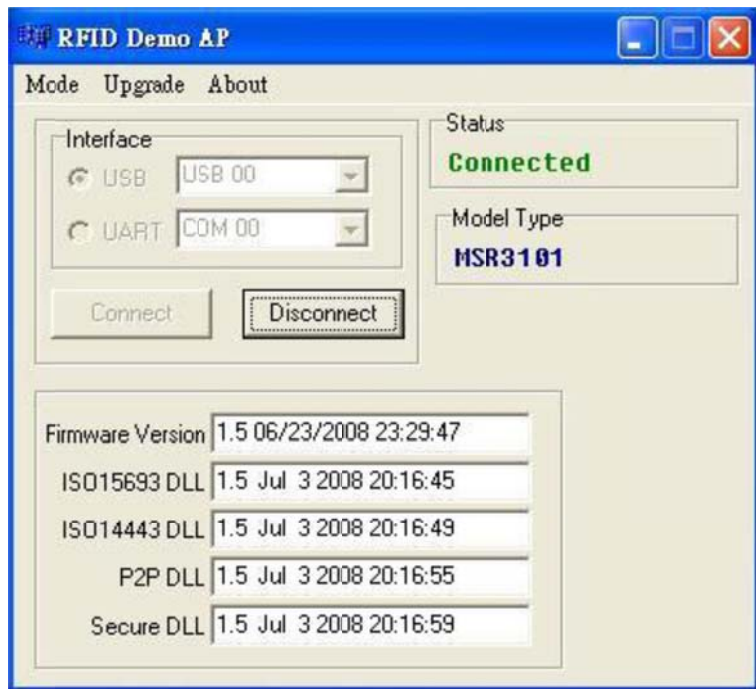 RFID Demo AP
Mode Upgrade About
Interface
USB USB 00
UART COM 00
Connect Disconnect
Status
Connected
Model Type
MSR3101
Firmware Version 1.5 06/23/2008 23:29:47
ISO15693 DLL 1.5 Jul 3 2008 20:16:45
ISO14443 DLL 1.5 Jul 3 2008 20:16:49
P2P DLL 1.5 Jul 3 2008 20:16:55
Secure DLL 1.5 Jul 3 2008 20:16:59